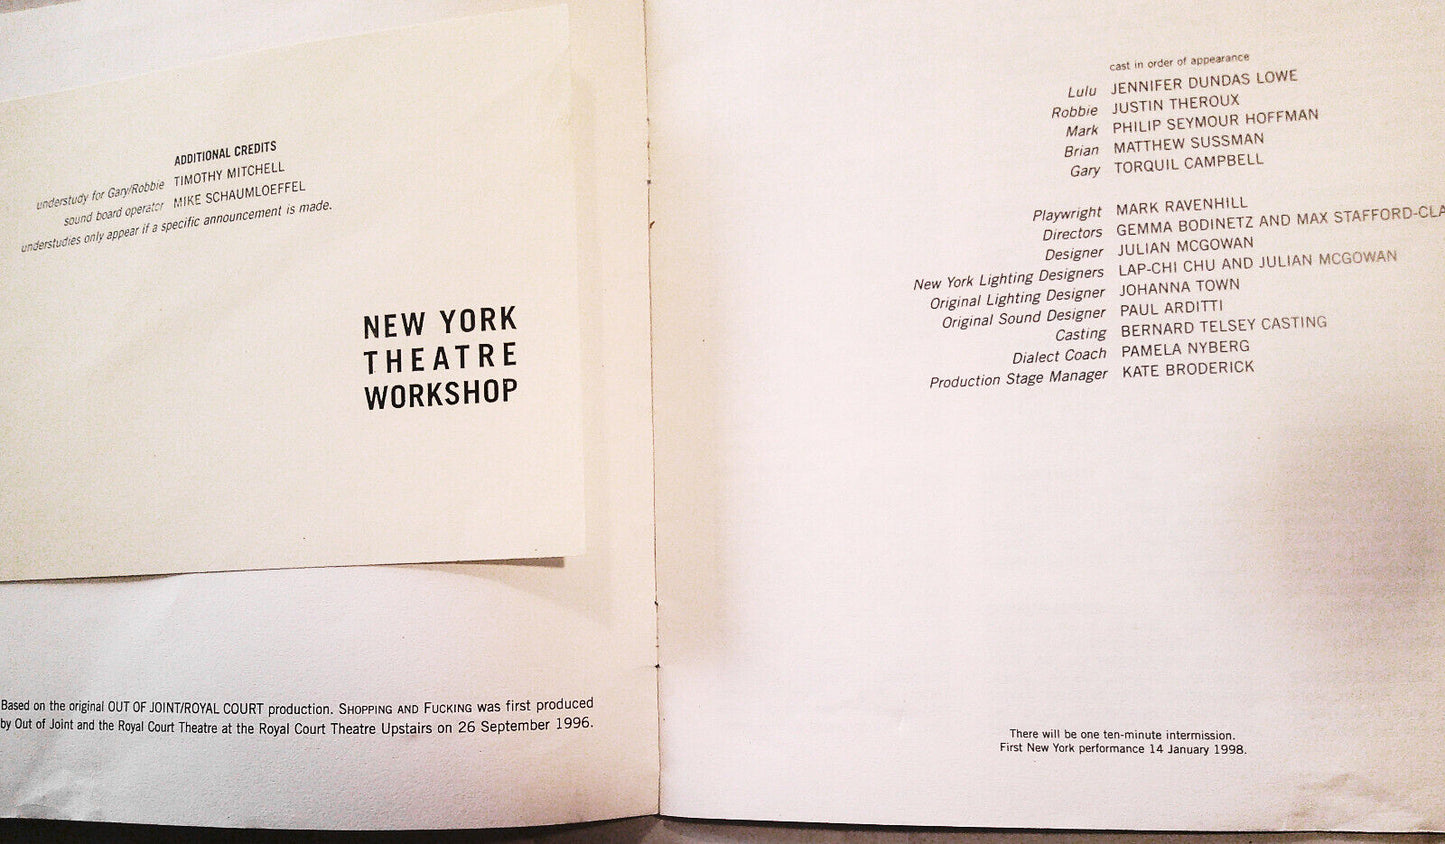 ADDITIONAL CREDITS
understudy for Gary/Robbie TIMOTHY MITCHELL
sound board operator MIKE SCHAUMLOEFFEL
understudies only appear if a specific announcement is made.
NEW YORK
THEATRE
WORKSHOP
Based on the original OUT OF JOINT/ROYAL COURT production. SHOPPING AND FUCKING was first produced
by Out of Joint and the Royal Court Theatre at the Royal Court Theatre Upstairs on 26 September 1996.
cast in order of appearance
Lulu JENNIFER DUNDAS LOWE
Robbie JUSTIN THEROUX
Mark PHILIP SEYMOUR HOFFMAN
Brian MATTHEW SUSSMAN
Gary TORQUIL CAMPBELL
Playwright MARK RAVENHILL
Directors GEMMA BODINETZ AND MAX STAFFORD-CLA
Designer JULIAN MCGOWAN
New York Lighting Designers LAP-CHI CHU AND JULIAN MCGOWAN
Original Lighting Designer JOHANNA TOWN
Original Sound Designer PAUL ARDITTI
Casting BERNARD TELSEY CASTING
Dialect Coach PAMELA NYBERG
Production Stage Manager KATE BRODERICK
There will be one ten-minute intermission.
First New York performance 14 January 1998.